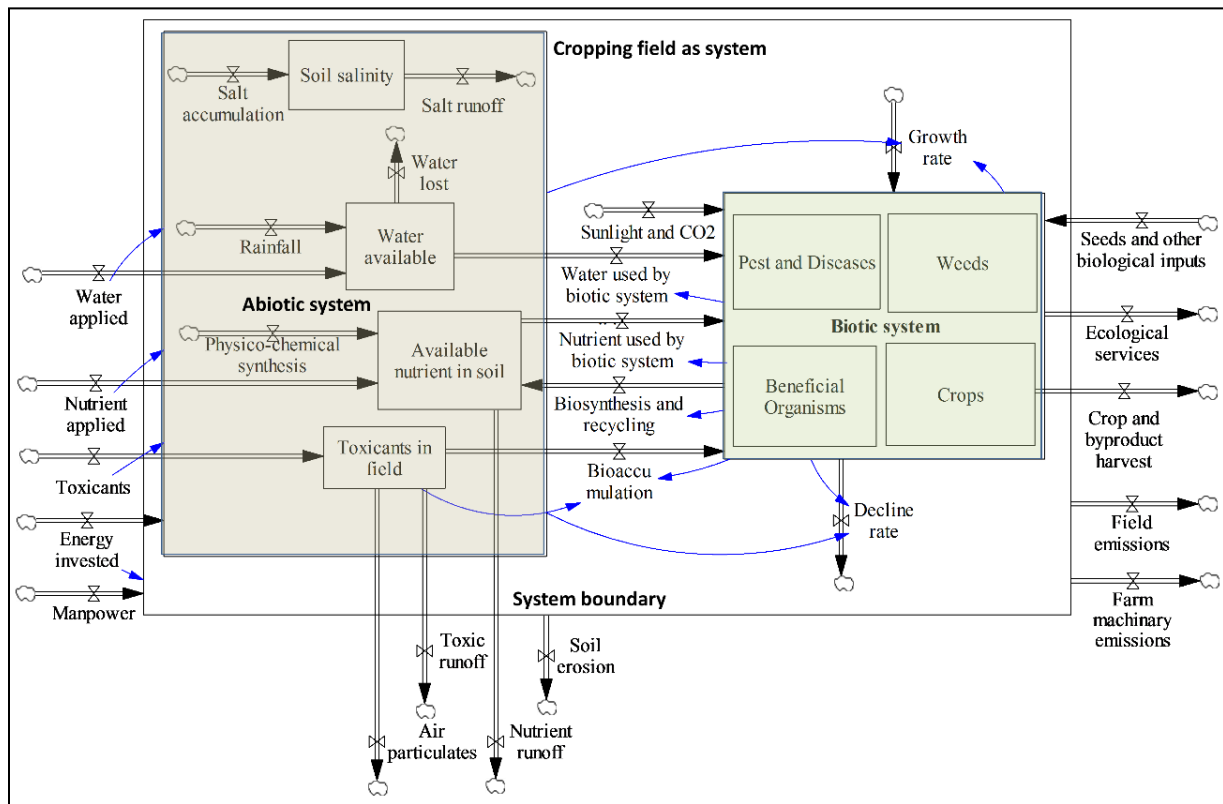 Cropping field as system
Soil salinity
Salt
accumulation
Salt runoff
Water
lost
Growth
rate
Rainfall
Water
available
Sunlight and CO2
Pest and Diseases
Weeds
Seeds and other
biological inputs
Water
applied
Abiotic system
Water used by
biotic system
Physico-chemical
synthesis
Available
nutrient in soil
Nutrient used by
biotic system
Biotic system
Ecological
services
Nutrient
applied
Biosynthesis and
recycling
Beneficial
Organisms
Crops
Crop and
byproduct
harvest
Toxicants
Toxicants in
field
Bioaccu
mulation
Energy
invested
Decline
rate
Field
emissions
Manpower
System boundary
Farm
machinary
emissions
Toxic
runoff
Soil
erosion
Air
particulates
Nutrient
runoff